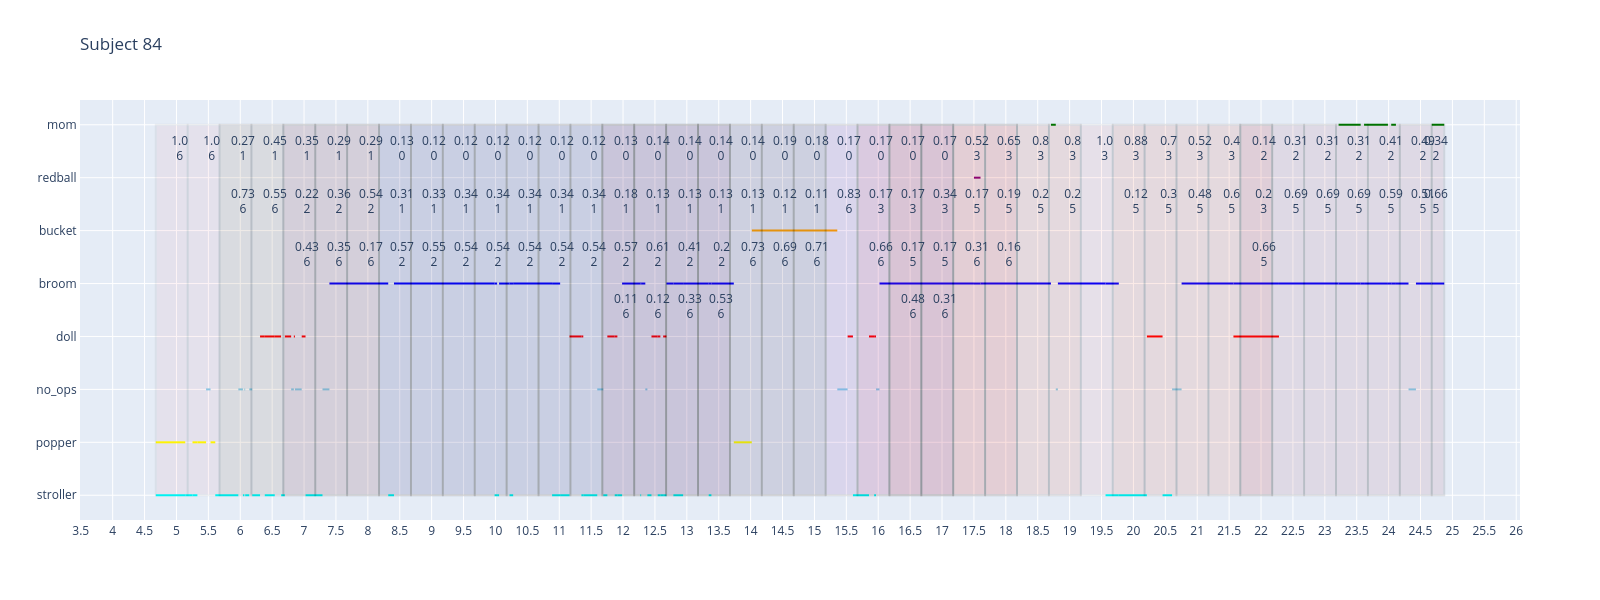 Subject 84
mom
1.0 1.0 0.27 0.45 0.35 0.29 0.29 0.13 0.12 0.12 0.12 0.12 0.12 0.12 0.13 0.14 0.14 0.14 0.14 0.19 0.18 0.17 0.17 0.17 0.17 0.52 0.65 0.8 0.8 1.0 0.88 0.7 0.52 0.4 0.14 0.31 0.31 0.31 0.41 0.49 0.34
6 6 1 1 1 1 1 0 0 0 0 0 0 0 0 0 0 0 0 0 0 0 0 0 0 3 3 3 3 3 3 3 3 3 2 2 2 2 2 2 2
redball
0.73 0.55 0.22 0.36 0.54 0.31 0.33 0.34 0.34 0.34 0.34 0.34 0.18 0.13 0.13 0.13 0.13 0.12 0.11 0.83 0.17 0.17 0.34 0.17 0.19 0.2 0.2 0.12 0.3 0.48 0.6 0.2 0.69 0.69 0.69 0.59 0.51 0.66
6 6 2 2 2 1 1 1 1 1 1 1 1 1 1 1 1 1 1 6 3 3 3 5 5 5 5 5 5 5 5 3 5 5 5 5 5 5
bucket
0.43 0.35 0.17 0.57 0.55 0.54 0.54 0.54 0.54 0.54 0.57 0.61 0.41 0.2 0.73 0.69 0.71 0.66 0.17 0.17 0.31 0.16 0.66
6 6 6 2 2 2 2 2 2 2 2 2 2 2 6 6 6 6 5 5 6 6 5
broom
0.11 0.12 0.33 0.53 0.48 0.31
6 6 6 6 6 6
doll
no_ops
popper
stroller
3.5 4 4.5 5 5.5 6 6.5 7 7.5 8 8.5 9 9.5 10 10.5 11 11.5 12 12.5 13 13.5 14 14.5 15 15.5 16 16.5 17 17.5 18 18.5 19 19.5 20 20.5 21 21.5 22 22.5 23 23.5 24 24.5 25 25.5 26